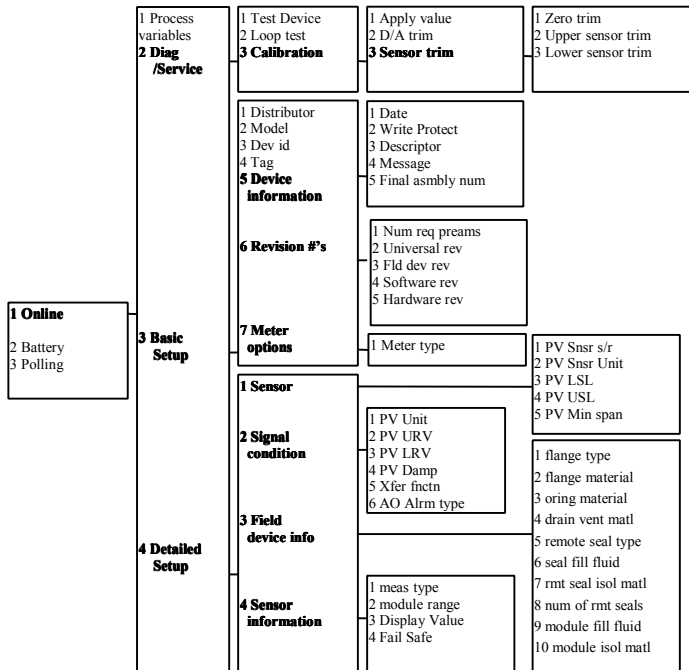 1 Online
2 Battery
3 Polling
1 Process
variables
2 Diag
/Service
3 Basic
Setup
4 Detailed
Setup
1 Test Device
2 Loop test
3 Calibration
1 Apply value
2 D/A trim
3 Sensor trim
1 Zero trim
2 Upper sensor trim
3 Lower sensor trim
1 Distributor
2 Model
3 Dev id
4 Tag
5 Device
information
6 Revision #'s
7 Meter
options
1 Date
2 Write Protect
3 Descriptor
4 Message
5 Final asmbly num
1 Num req preams
2 Universal rev
3 Fld dev rev
4 Software rev
5 Hardware rev
1 Meter type
1 Sensor
2 Signal
condition
3 Field
device info
4 Sensor
information
1 PV Snsr s/r
2 PV Snsr Unit
3 PV LSL
4 PV USL
5 PV Min span
1 PV Unit
2 PV URV
3 PV LRV
4 PV Damp
5 Xfer fnctn
6 AO Alrm type
1 flange type
2 flange material
3 oring material
4 drain vent matl
5 remote seal type
6 seal fill fluid
7 rmt seal isol matl
8 num of rmt seals
9 module fill fluid
10 module isol matl
1 meas type
2 module range
3 Display Value
4 Fail Safe